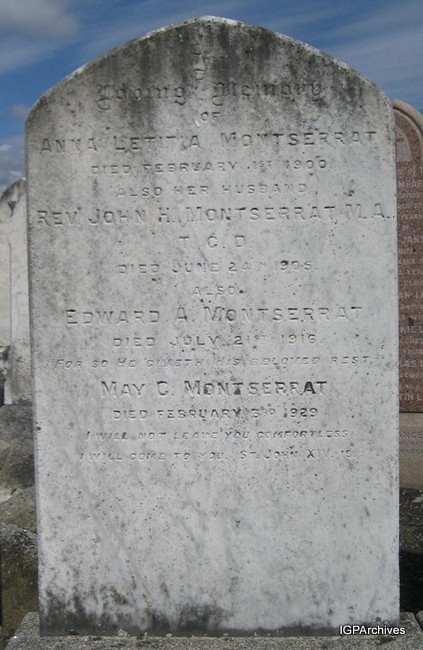 In
Loving Memory
OF
ANNA LETITIA MONTSERRAT
DIED FEBRUARY 1ST 1900
ALSO HER HUSBAND
REV. JOHN H. MONTSERRAT, M.A.,
T.C.D.
DIED JUNE 24TH 1905
ALSO
EDWARD A. MONTSERRAT
DIED JULY 21ST 1916
FOR SO HE GIVETH HIS BELOVED REST.
MAY C. MONTSERRAT
DIED FEBRUARY 3RD 1929
I WILL NOT LEAVE YOU COMFORTLESS
I WILL COME TO YOU. ST. JOHN XIV.
IGPArchives